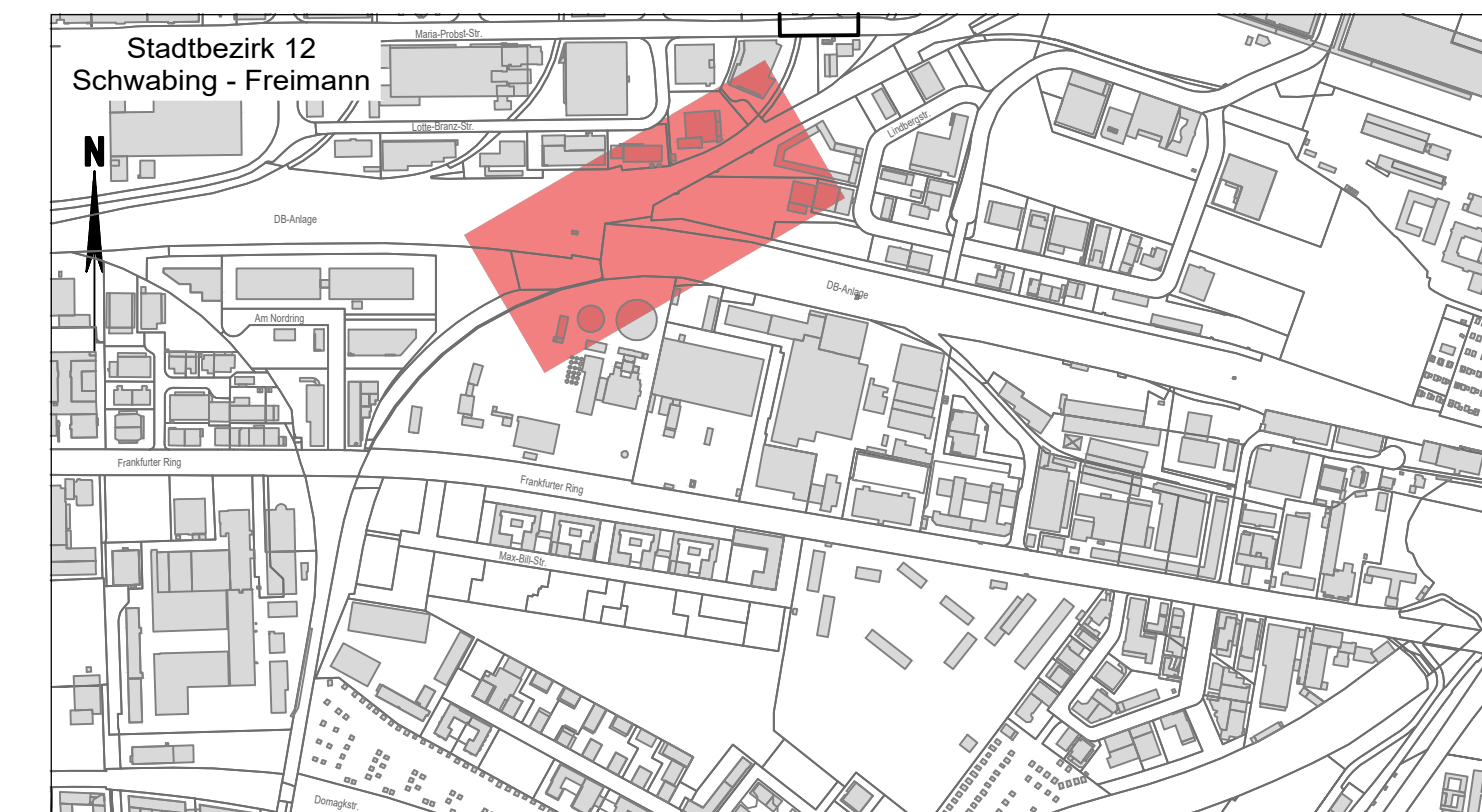 Maria-Probst-Str.
Stadtbezirk 12
Schwabing - Freimann
Lotte-Branz-Str.
Lindbergstr.
N
DB-Anlage
DB-Anlage
Am Nordring
Frankfurter Ring
Frankfurter Ring
Max-Bill-Str.
Domagkstr.